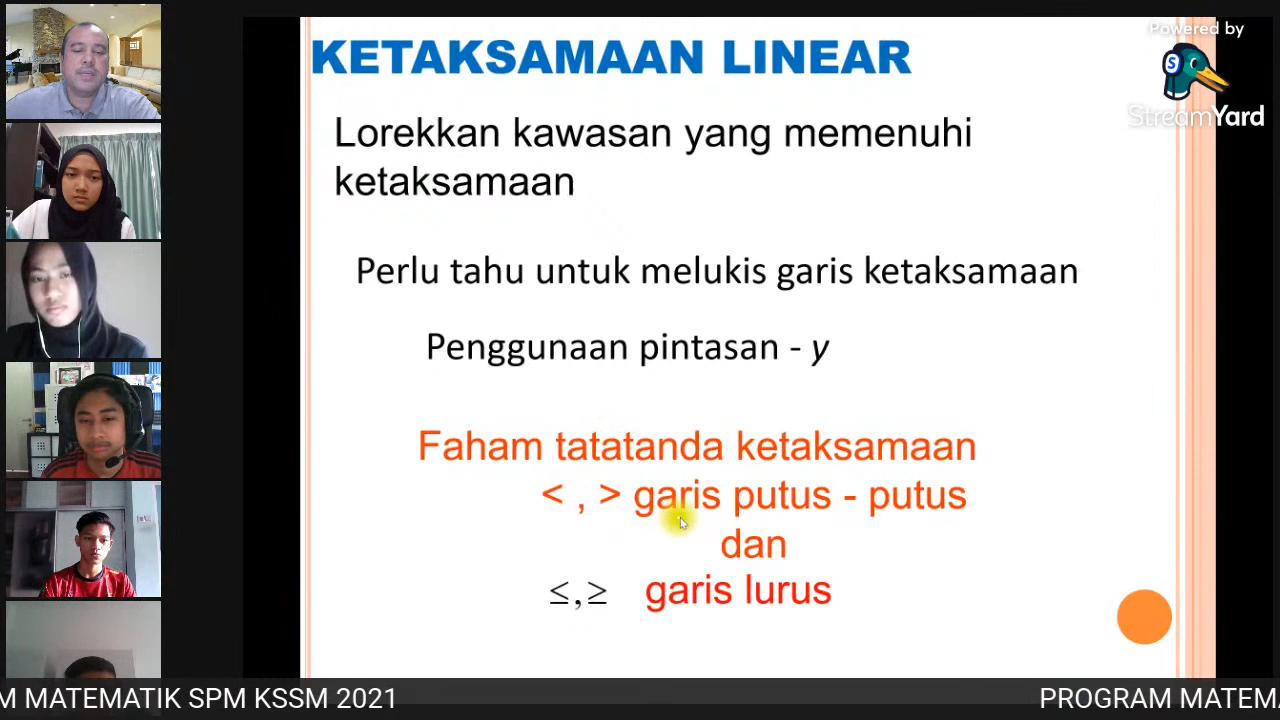 KETAKSAMAAN LINEAR
Powered by
StreamYard
Lorekkan kawasan yang memenuhi
ketaksamaan
Perlu tahu untuk melukis garis ketaksamaan
Penggunaan pintasan - y
Faham tatatanda ketaksamaan
< , > garis putus - putus
dan
≤,≥ garis lurus
M MATEMATIK SPM KSSM 2021 PROGRAM MATEMA